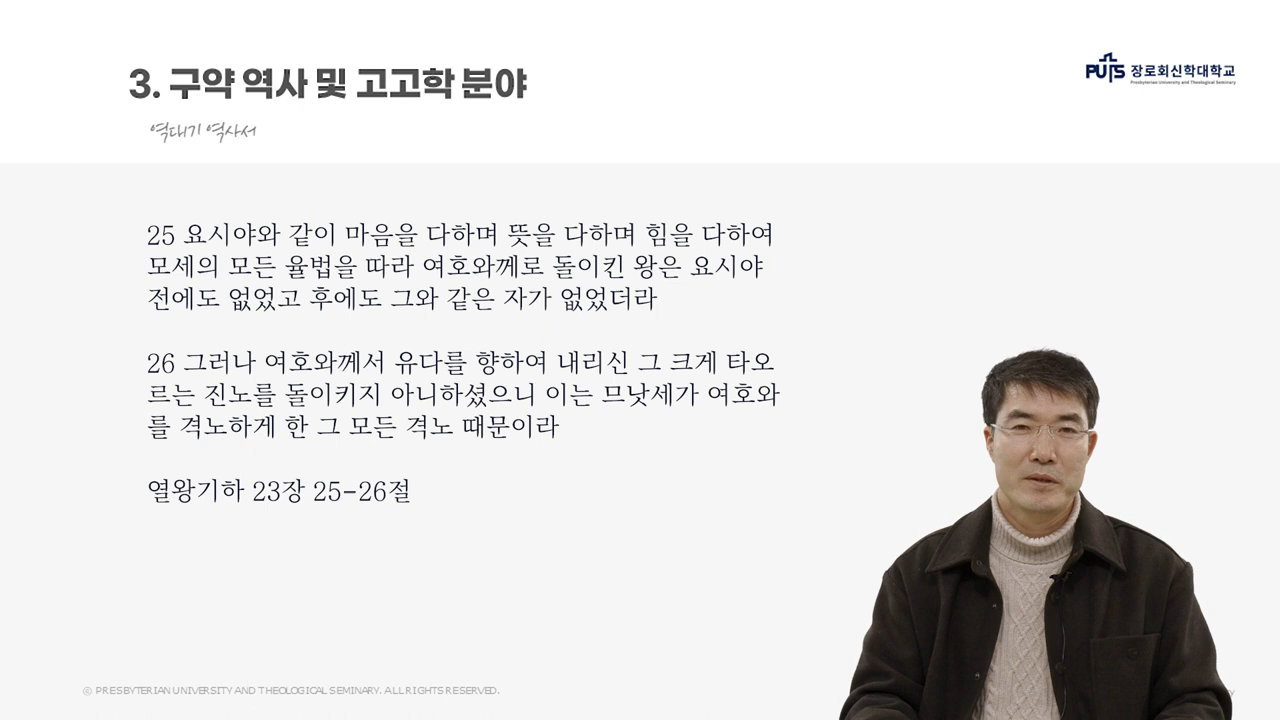 3. 구약 역사 및 고고학 분야
역대기 역사서
PUTS 장로회신학대학교
Presbyterian University and Theological Seminary
25 요시야와 같이 마음을 다하며 뜻을 다하며 힘을 다하여
모세의 모든 율법을 따라 여호와께로 돌이킨 왕은 요시야
전에도 없었고 후에도 그와 같은 자가 없었더라
26 그러나 여호와께서 유다를 향하여 내리신 그 크게 타오
르는 진노를 돌이키지 아니하셨으니 이는 므낫세가 여호와
를 격노하게 한 그 모든 격노 때문이라
열왕기하 23장 25-26절
© PRESBYTERIAN UNIVERSITY AND THEOLOGICAL SEMINARY. ALL RIGHTS RESERVED.